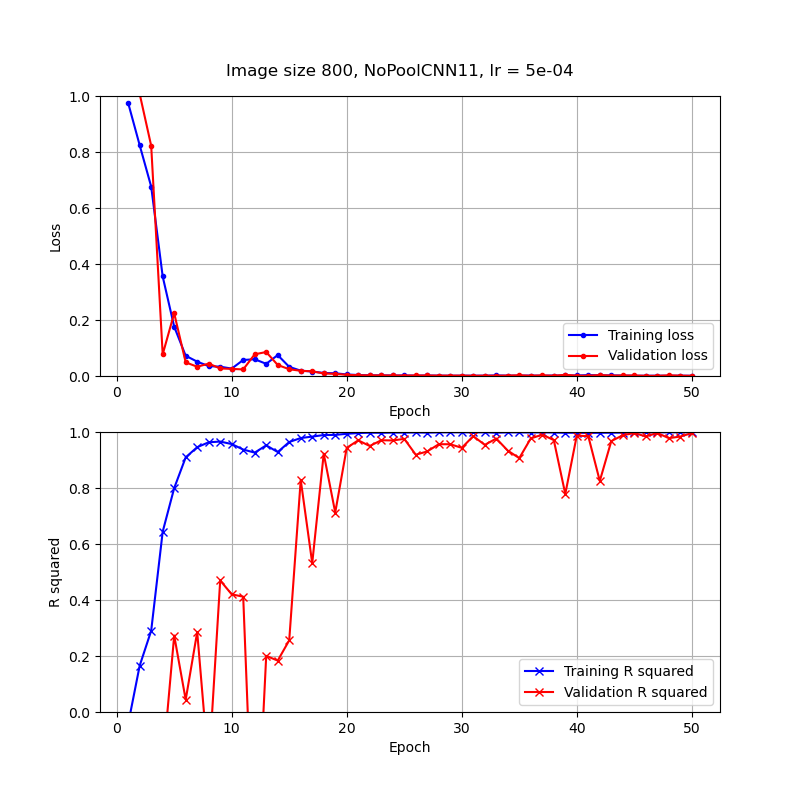 Image size 800, NoPoolCNN11, lr = 5e-04
1.0
0.8
0.6
0.4
0.2
0.0
Loss
0 10 20 30 40 50
Epoch
Training loss
Validation loss
1.0
0.8
0.6
0.4
0.2
0.0
R squared
0 10 20 30 40 50
Epoch
Training R squared
Validation R squared